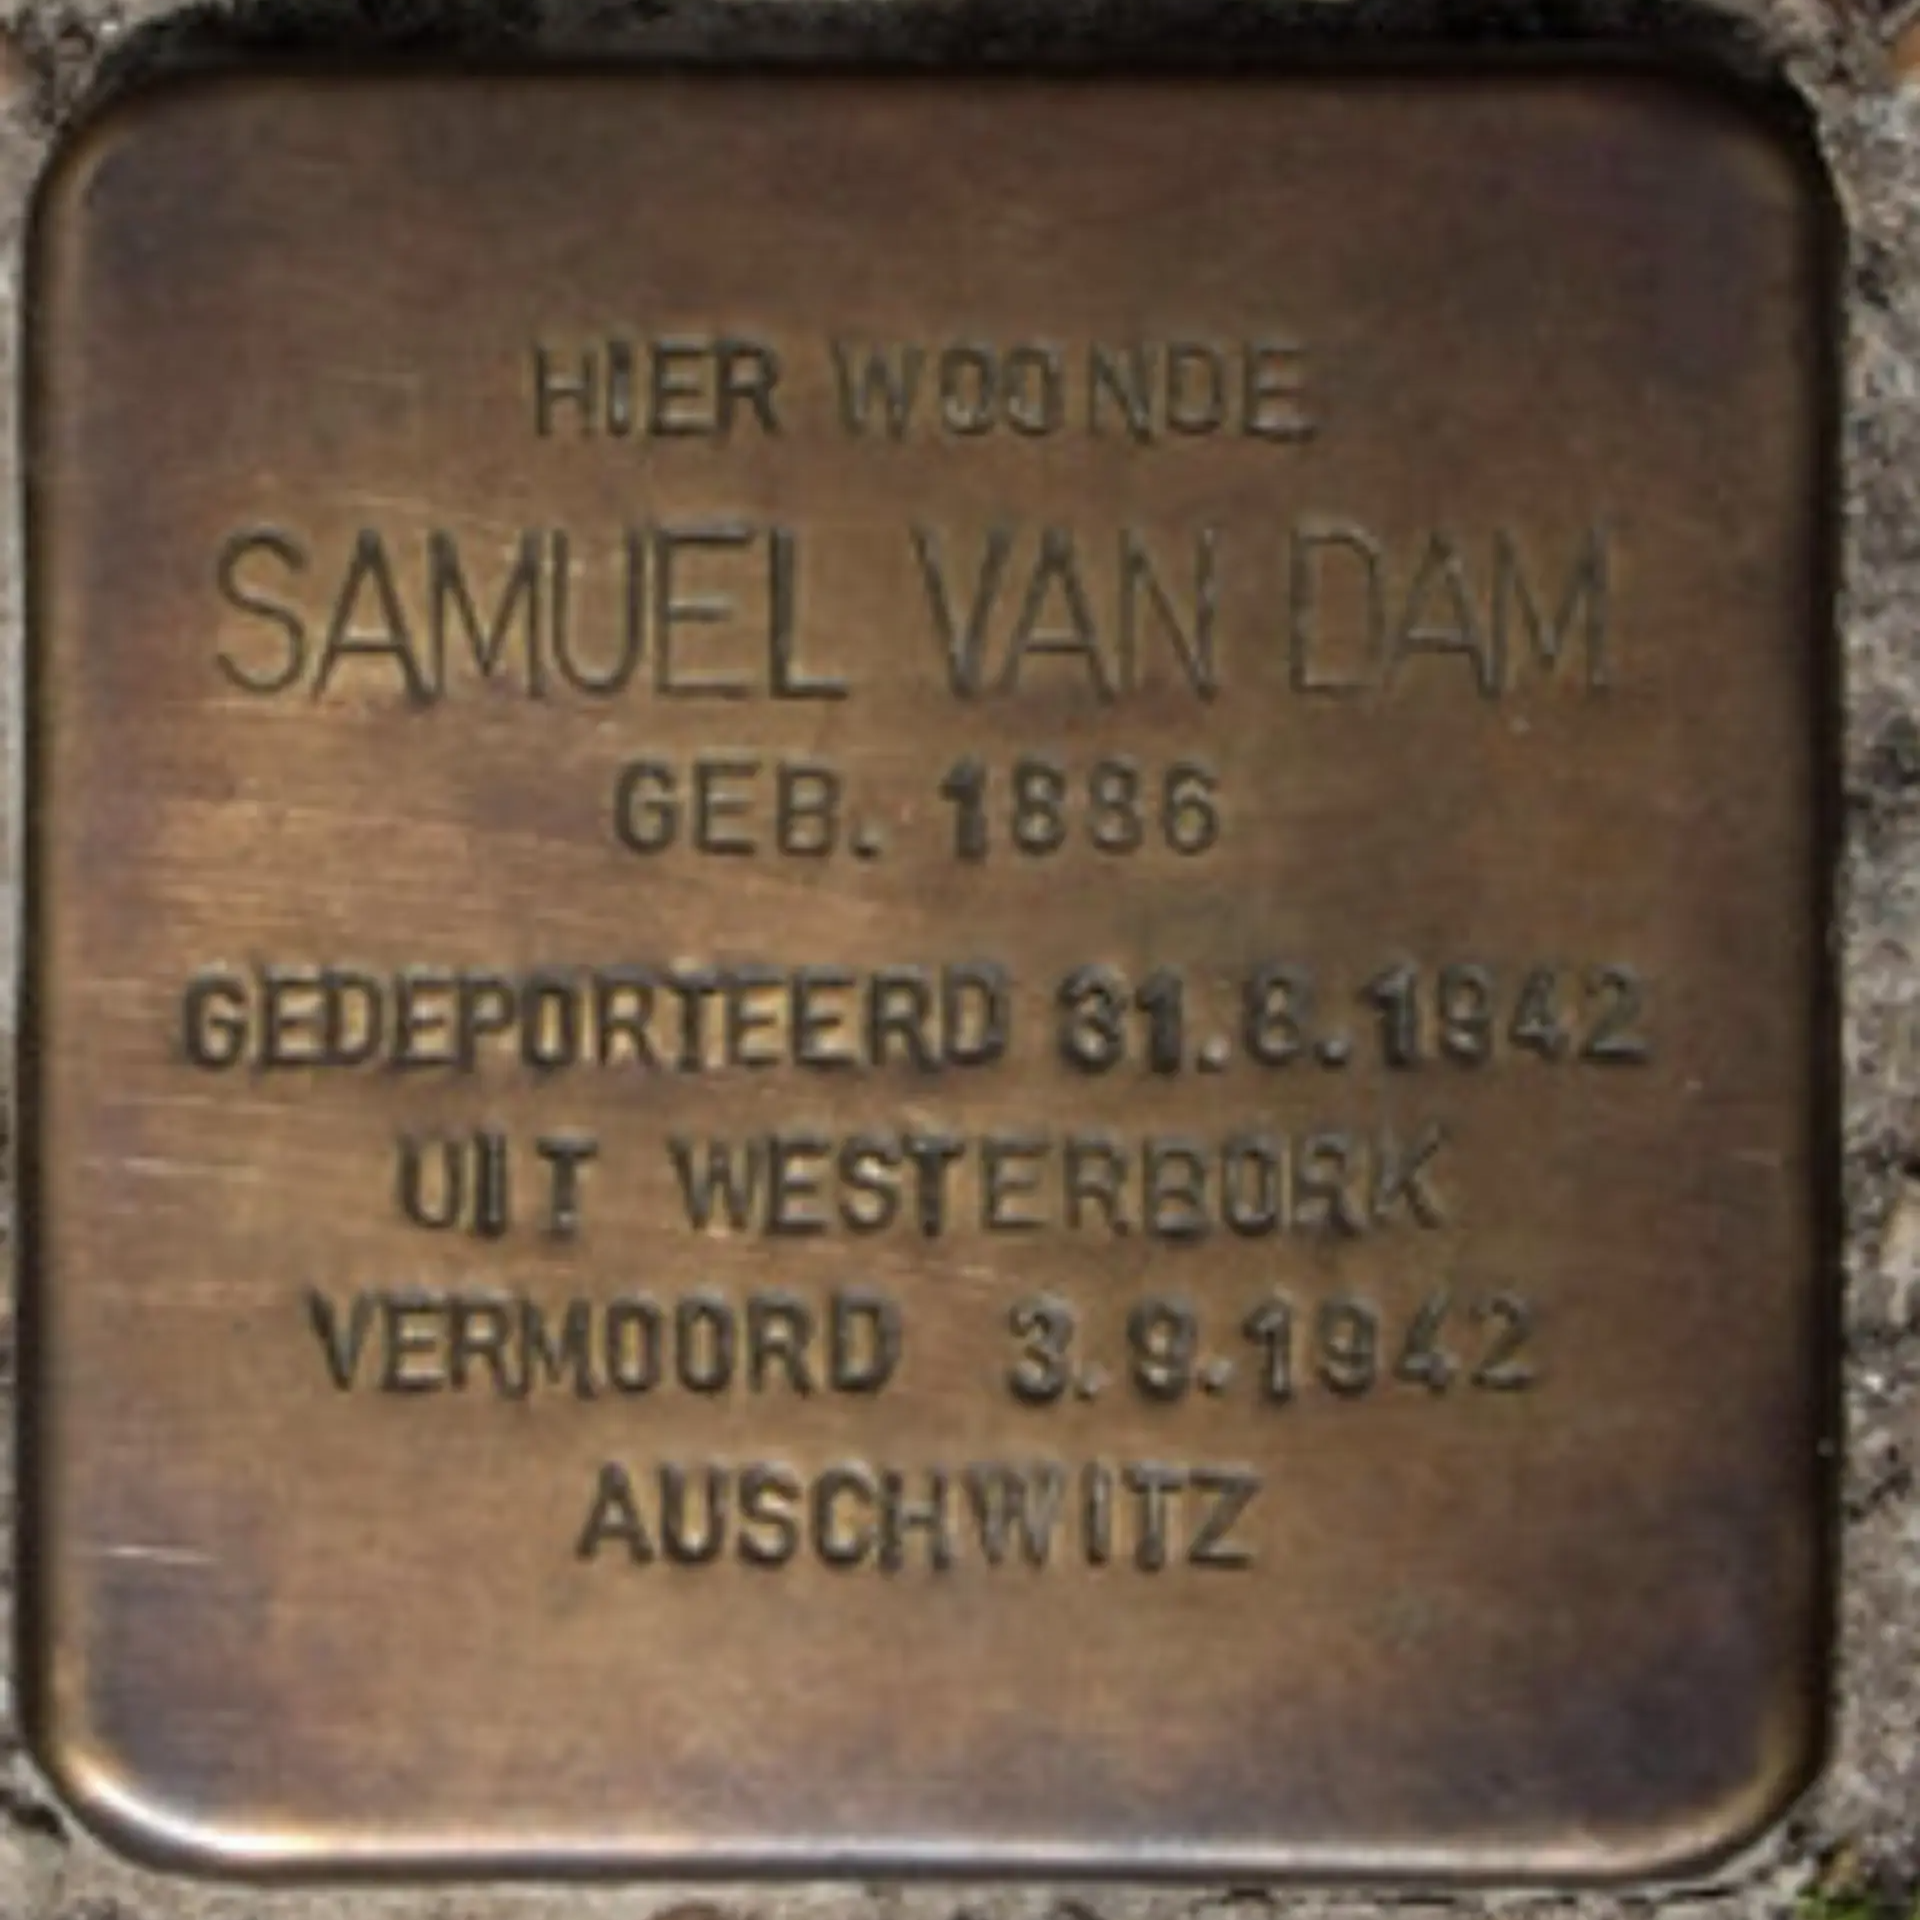 HIER WOONDE
SAMUEL VAN DAM
GEB. 1886
GEDEPORTEERD 31.8.1942
UIT WESTERBORK
VERMOORD 3.9.1942
AUSCHWITZ